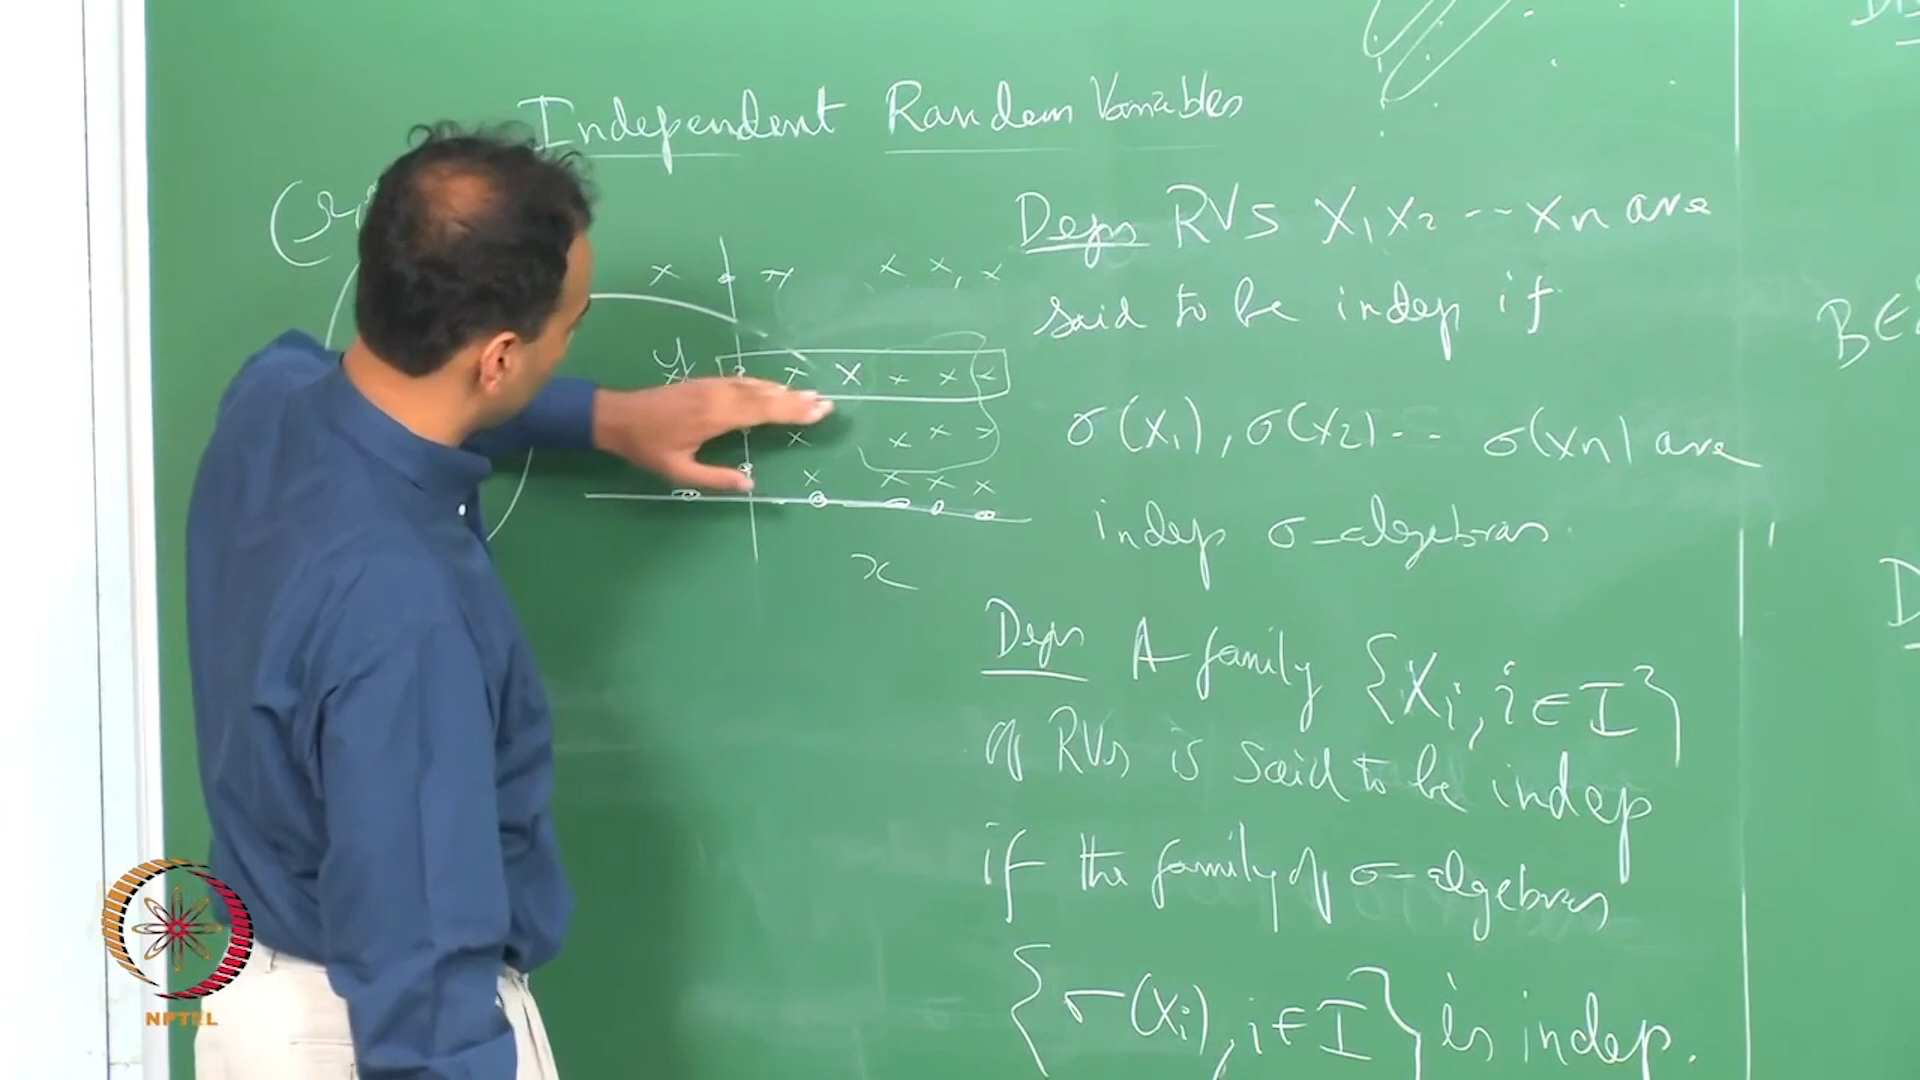 Independent Random Variables
Defn RVs X₁ X₂ -- Xn are
said to be indep if
σ(X₁), σ(X₂) -- σ(Xn) are
indep σ-algebras.
Defn A family {Xi, i∈I}
of RVs is said to be indep
if the family of σ-algebras
{σ(Xi), i∈I} is indep.
y
x
B∈
D
NPTEL